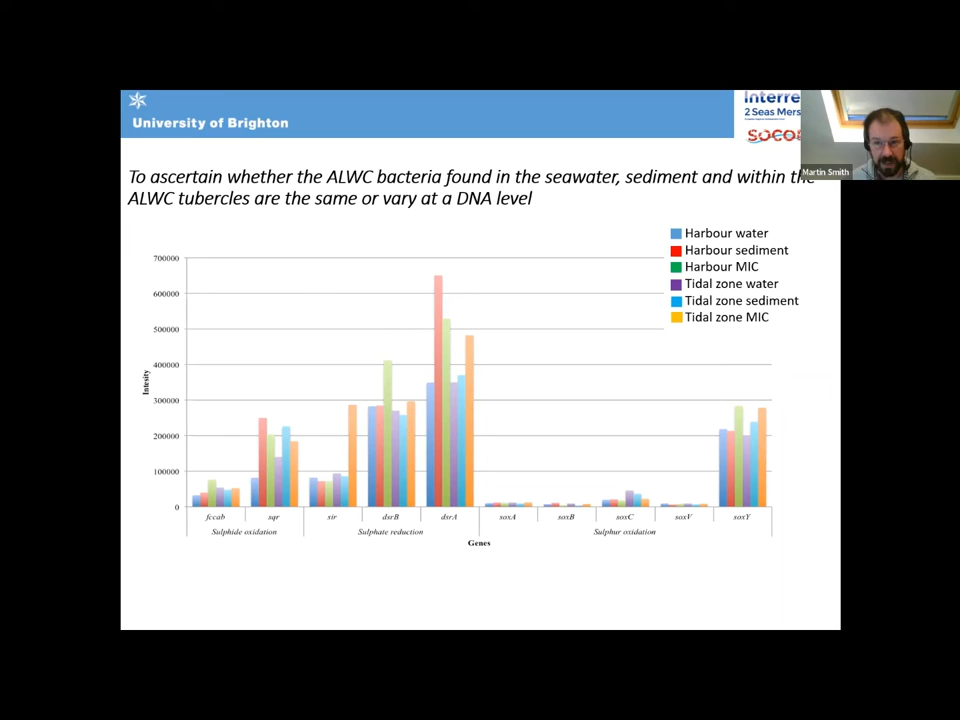 University of Brighton
Interre
2 Seas Mers
SOCO
Martin Smith
To ascertain whether the ALWC bacteria found in the seawater, sediment and within the
ALWC tubercles are the same or vary at a DNA level
Harbour water
Harbour sediment
Harbour MIC
Tidal zone water
Tidal zone sediment
Tidal zone MIC
700000
600000
500000
400000
300000
200000
100000
0
Intesity
fccab sqr sir dsrB dsrA soxA soxB soxC soxV soxY
Sulphide oxidation Sulphate reduction Sulphur oxidation
Genes